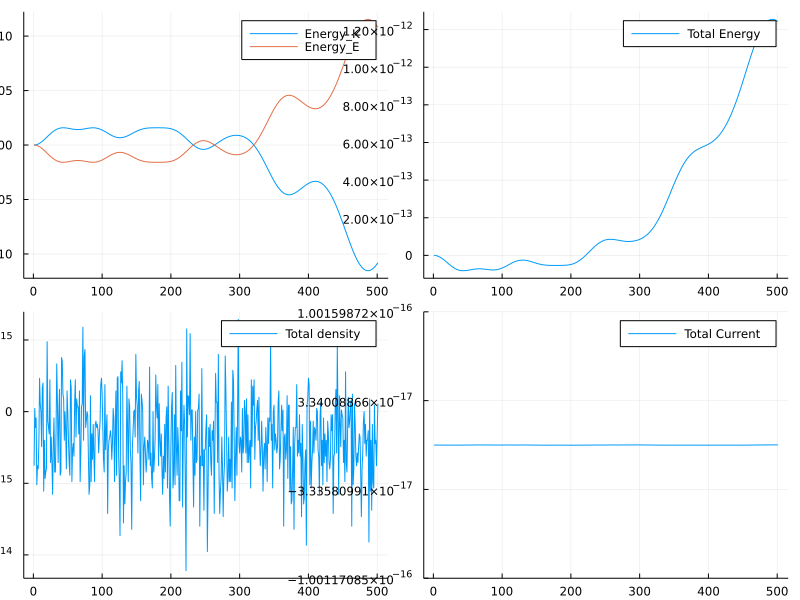 Energy_K
Energy_E
10
05
00
05
10
0 100 200 300 400 500
Total Energy
1.20×10⁻¹²
1.00×10⁻¹²
8.00×10⁻¹³
6.00×10⁻¹³
4.00×10⁻¹³
2.00×10⁻¹³
0
0 100 200 300 400 500
Total density
15
0
15
14
0 100 200 300 400 500
Total Current
1.00159872×10⁻¹⁶
3.34008866×10⁻¹⁷
−3.33580991×10⁻¹⁷
−1.00117085×10⁻¹⁶
0 100 200 300 400 500